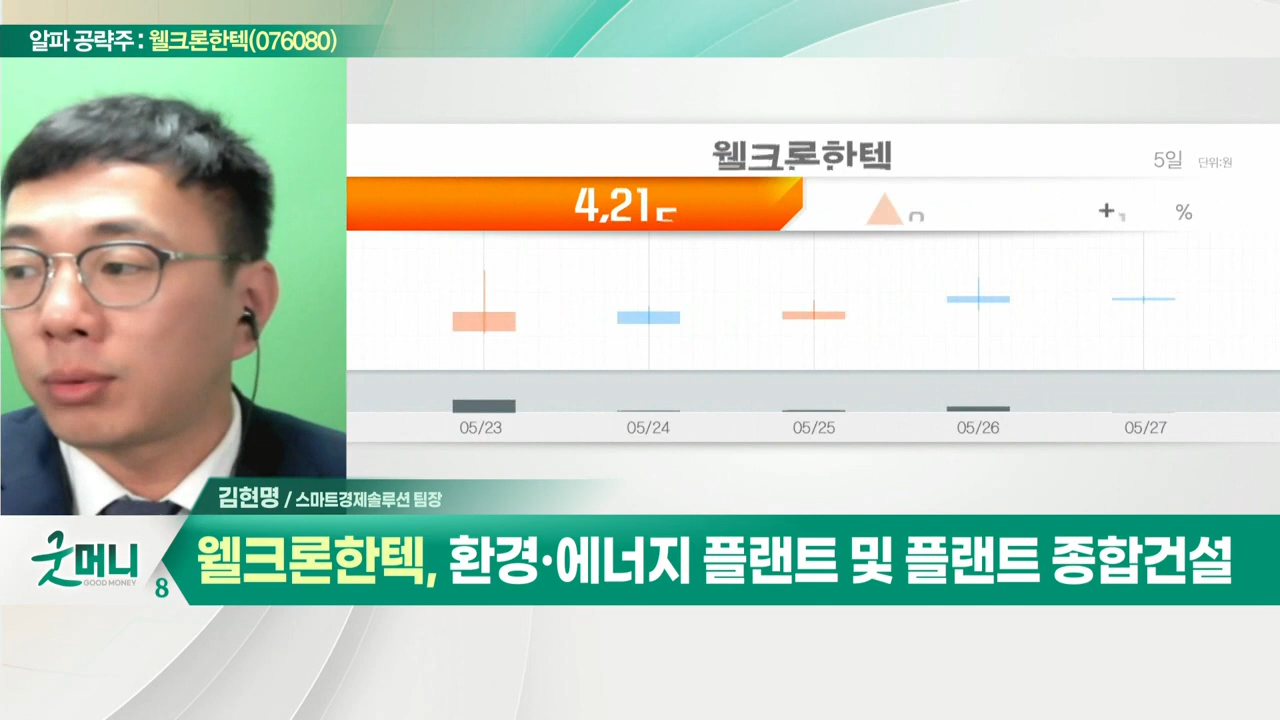 알파 공략주 : 웰크론한텍(076080)
웰크론한텍
5일 단위:원
4,21
+ %
05/23 05/24 05/25 05/26 05/27
김현명 / 스마트경제솔루션 팀장
굿머니
GOOD MONEY
8
웰크론한텍, 환경·에너지 플랜트 및 플랜트 종합건설